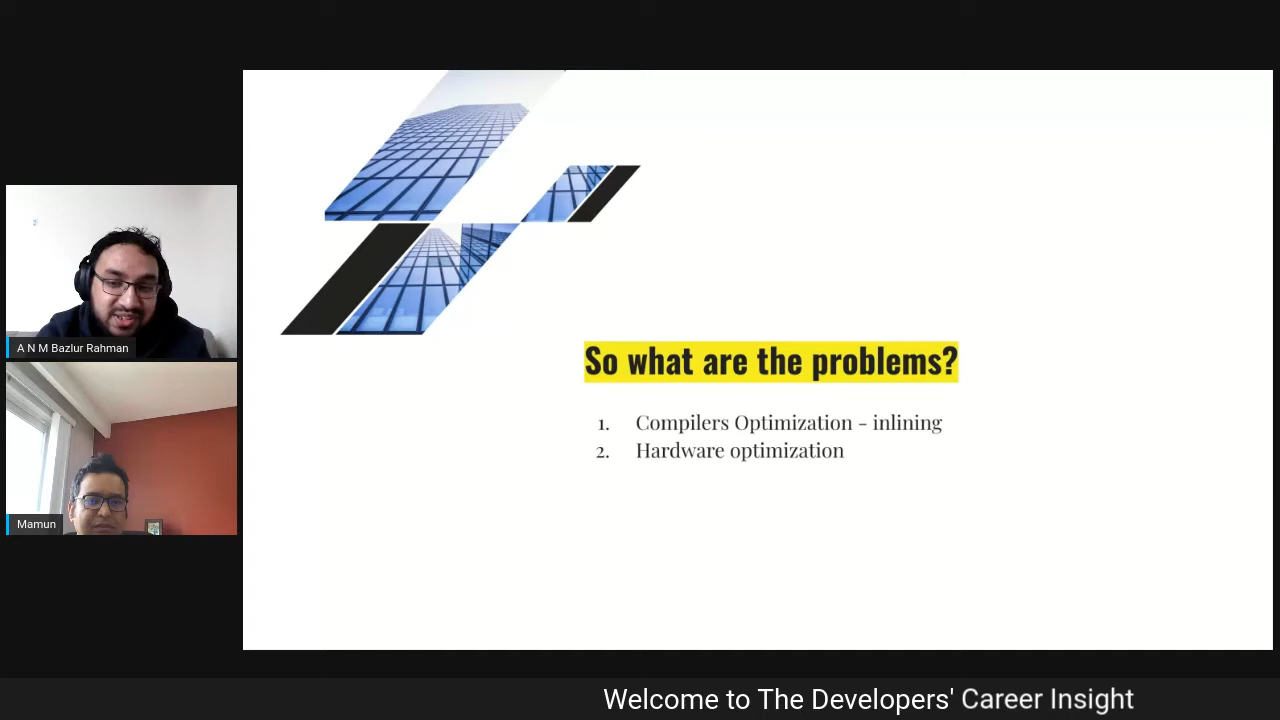 A N M Bazlur Rahman
Mamun
So what are the problems?
1. Compilers Optimization - inlining
2. Hardware optimization
Welcome to The Developers' Career Insight